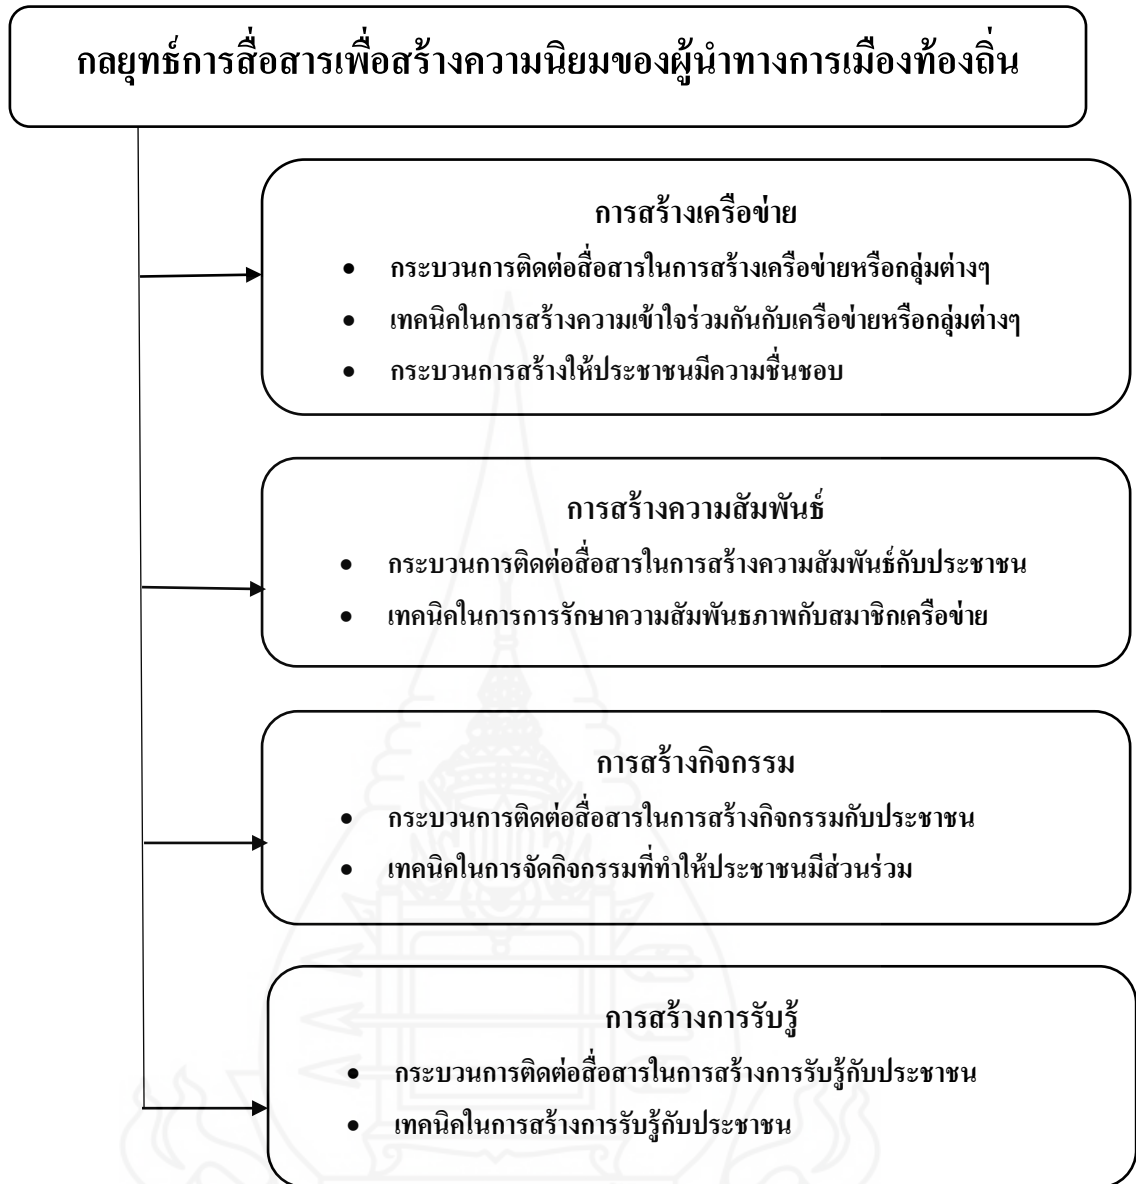 กลยุทธ์การสื่อสารเพื่อสร้างความนิยมของผู้นำทางการเมืองท้องถิ่น
การสร้างเครือข่าย
• กระบวนการติดต่อสื่อสารในการสร้างเครือข่ายหรือกลุ่มต่างๆ
• เทคนิคในการสร้างความเข้าใจร่วมกันกับเครือข่ายหรือกลุ่มต่างๆ
• กระบวนการสร้างให้ประชาชนมีความชื่นชอบ
การสร้างความสัมพันธ์
• กระบวนการติดต่อสื่อสารในการสร้างความสัมพันธ์กับประชาชน
• เทคนิคในการการรักษาความสัมพันธภาพกับสมาชิกเครือข่าย
การสร้างกิจกรรม
• กระบวนการติดต่อสื่อสารในการสร้างกิจกรรมกับประชาชน
• เทคนิคในการจัดกิจกรรมที่ทำให้ประชาชนมีส่วนร่วม
การสร้างการรับรู้
• กระบวนการติดต่อสื่อสารในการสร้างการรับรู้กับประชาชน
• เทคนิคในการสร้างการรับรู้กับประชาชน